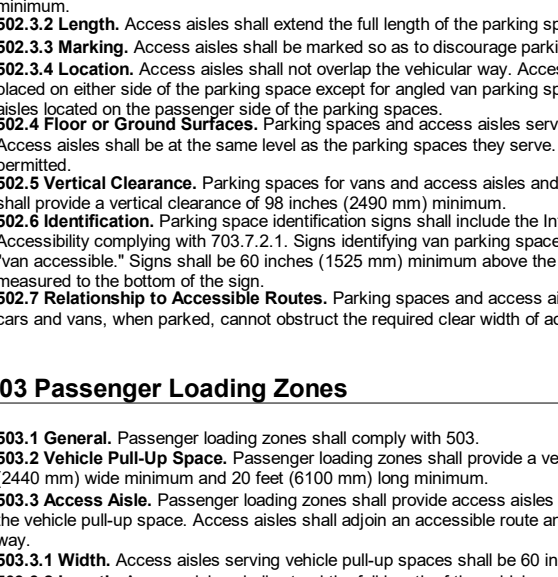 minimum.
502.3.2 Length. Access aisles shall extend the full length of the parking sp
502.3.3 Marking. Access aisles shall be marked so as to discourage parki
502.3.4 Location. Access aisles shall not overlap the vehicular way. Acce
placed on either side of the parking space except for angled van parking sp
aisles located on the passenger side of the parking spaces.
502.4 Floor or Ground Surfaces. Parking spaces and access aisles serv
Access aisles shall be at the same level as the parking spaces they serve.
permitted.
502.5 Vertical Clearance. Parking spaces for vans and access aisles and
shall provide a vertical clearance of 98 inches (2490 mm) minimum.
502.6 Identification. Parking space identification signs shall include the In
Accessibility complying with 703.7.2.1. Signs identifying van parking space
"van accessible." Signs shall be 60 inches (1525 mm) minimum above the
measured to the bottom of the sign.
502.7 Relationship to Accessible Routes. Parking spaces and access ai
cars and vans, when parked, cannot obstruct the required clear width of ac
03 Passenger Loading Zones
503.1 General. Passenger loading zones shall comply with 503.
503.2 Vehicle Pull-Up Space. Passenger loading zones shall provide a ve
(2440 mm) wide minimum and 20 feet (6100 mm) long minimum.
503.3 Access Aisle. Passenger loading zones shall provide access aisles
the vehicle pull-up space. Access aisles shall adjoin an accessible route an
way.
503.3.1 Width. Access aisles serving vehicle pull-up spaces shall be 60 in